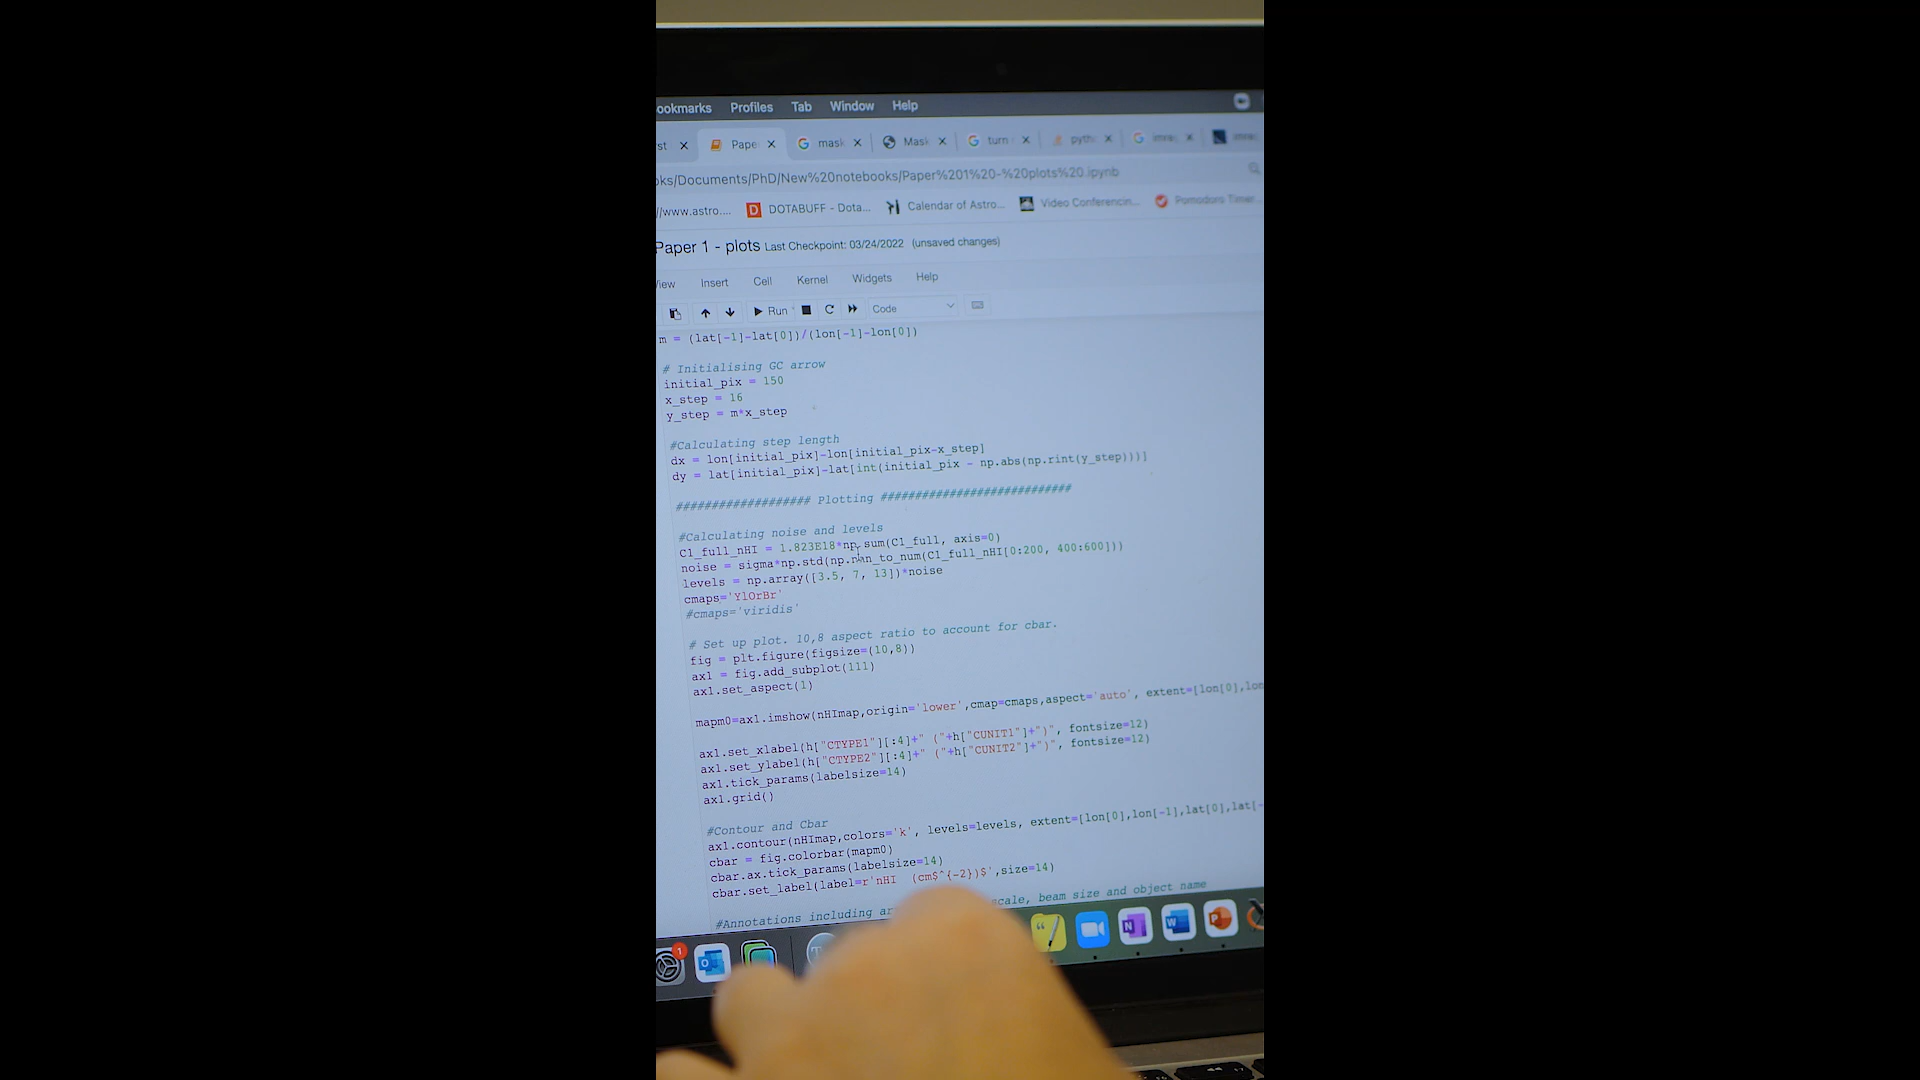 ookmarks Profiles Tab Window Help
st Pape mask Mask turn pyth
oks/Documents/PhD/New%20notebooks/Paper%201%20-%20plots%20.ipynb
//www.astro.... DOTABUFF - Dota... Calendar of Astro... Video Conferencin... Pomodoro Timer...
Paper 1 - plots Last Checkpoint: 03/24/2022 (unsaved changes)
iew Insert Cell Kernel Widgets Help
Run Code
m = (lat[-1]-lat[0])/(lon[-1]-lon[0])
# Initialising GC arrow
initial_pix = 150
x_step = 16
y_step = m*x_step
#Calculating step length
dx = lon[initial_pix]-lon[initial_pix-x_step]
dy = lat[initial_pix]-lat[int(initial_pix - np.abs(np.rint(y_step)))]
################### Plotting ###########################
#Calculating noise and levels
C1_full_nHI = 1.823E18*np.sum(C1_full, axis=0)
noise = sigma*np.std(np.nan_to_num(C1_full_nHI[0:200, 400:600]))
levels = np.array([3.5, 7, 13])*noise
cmaps='YlOrBr'
#cmaps='viridis'
# Set up plot. 10,8 aspect ratio to account for cbar.
fig = plt.figure(figsize=(10,8))
ax1 = fig.add_subplot(111)
ax1.set_aspect(1)
mapm0=ax1.imshow(nHImap,origin='lower',cmap=cmaps,aspect='auto', extent=[lon[0],lon
ax1.set_xlabel(h["CTYPE1"][:4]+" ("+h["CUNIT1"]+")", fontsize=12)
ax1.set_ylabel(h["CTYPE2"][:4]+" ("+h["CUNIT2"]+")", fontsize=12)
ax1.tick_params(labelsize=14)
ax1.grid()
#Contour and Cbar
ax1.contour(nHImap,colors='k', levels=levels, extent=[lon[0],lon[-1],lat[0],lat[-
cbar = fig.colorbar(mapm0)
cbar.ax.tick_params(labelsize=14)
cbar.set_label(label=r'nHI (cm$^{-2})$',size=14)
#Annotations including ar scale, beam size and object name
1